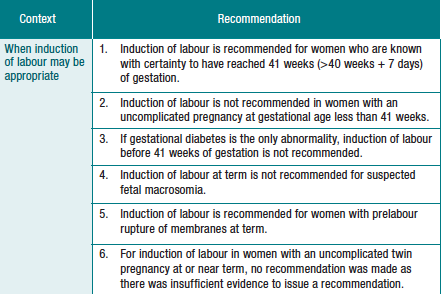 Context
Recommendation
When induction
of labour may be
appropriate
1. Induction of labour is recommended for women who are known
with certainty to have reached 41 weeks (>40 weeks + 7 days)
of gestation.
2. Induction of labour is not recommended in women with an
uncomplicated pregnancy at gestational age less than 41 weeks.
3. If gestational diabetes is the only abnormality, induction of labour
before 41 weeks of gestation is not recommended.
4. Induction of labour at term is not recommended for suspected
fetal macrosomia.
5. Induction of labour is recommended for women with prelabour
rupture of membranes at term.
6. For induction of labour in women with an uncomplicated twin
pregnancy at or near term, no recommendation was made as
there was insufficient evidence to issue a recommendation.